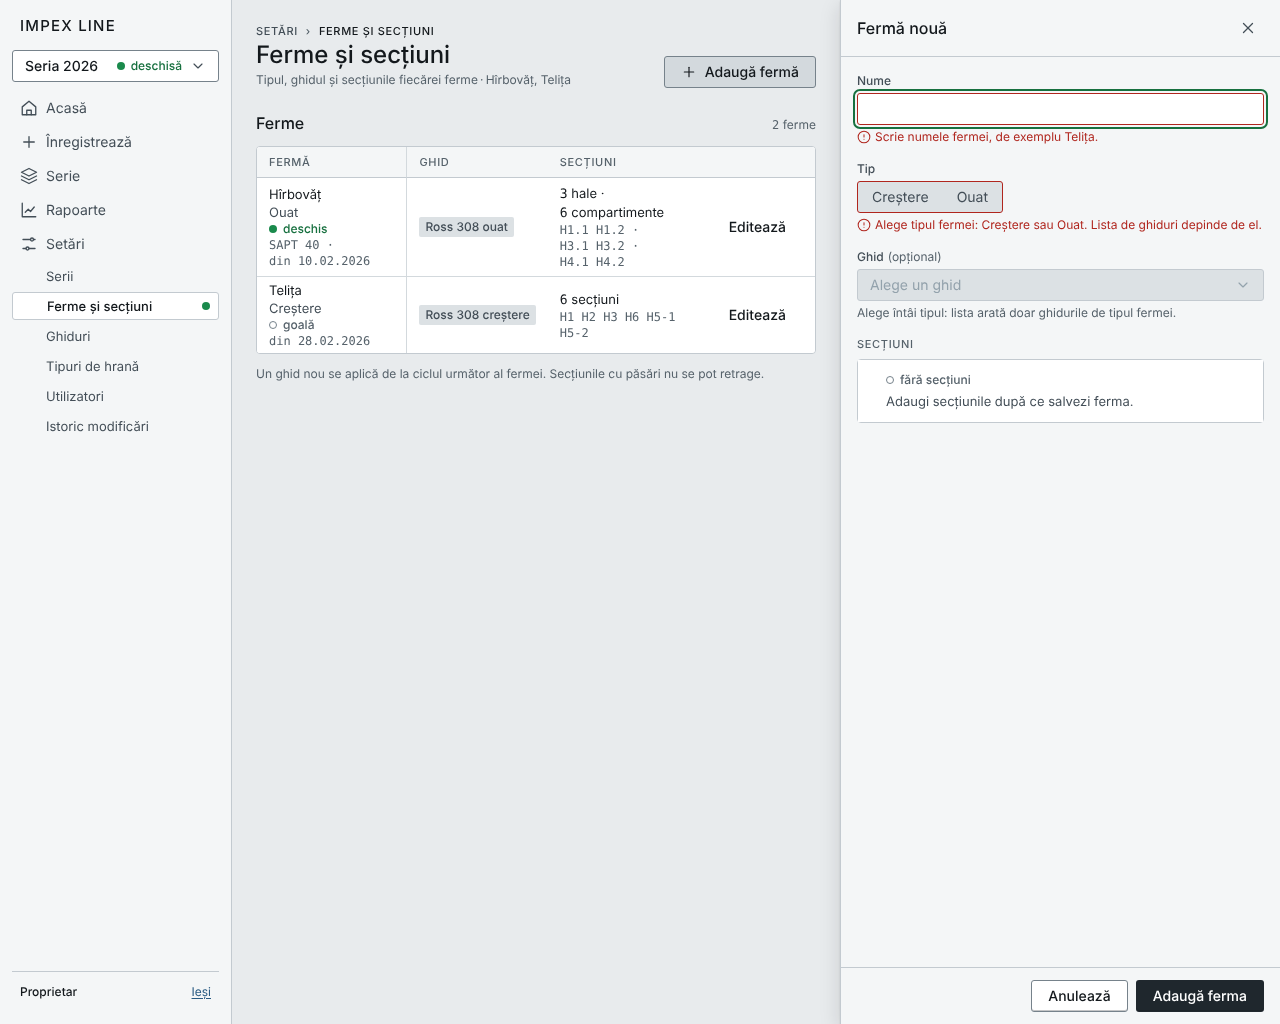 IMPEX LINE
Seria 2026 deschisă
Acasă
Înregistrează
Serie
Rapoarte
Setări
Serii
Ferme și secțiuni
Ghiduri
Tipuri de hrană
Utilizatori
Istoric modificări
Proprietar Ieși
SETĂRI › FERME ȘI SECȚIUNI
Ferme și secțiuni
Tipul, ghidul și secțiunile fiecărei ferme · Hîrbovăț, Telița
Adaugă fermă
Ferme 2 ferme
FERMĂ GHID SECȚIUNI
Hîrbovăț
Ouat
deschis
SAPT 40 ·
din 10.02.2026
Ross 308 ouat
3 hale ·
6 compartimente
H1.1 H1.2 ·
H3.1 H3.2 ·
H4.1 H4.2
Editează
Telița
Creștere
goală
din 28.02.2026
Ross 308 creștere
6 secțiuni
H1 H2 H3 H6 H5-1
H5-2
Editează
Un ghid nou se aplică de la ciclul următor al fermei. Secțiunile cu păsări nu se pot retrage.
Fermă nouă
Nume
Scrie numele fermei, de exemplu Telița.
Tip
Creștere Ouat
Alege tipul fermei: Creștere sau Ouat. Lista de ghiduri depinde de el.
Ghid (opțional)
Alege un ghid
Alege întâi tipul: lista arată doar ghidurile de tipul fermei.
SECȚIUNI
fără secțiuni
Adaugi secțiunile după ce salvezi ferma.
Anulează Adaugă ferma